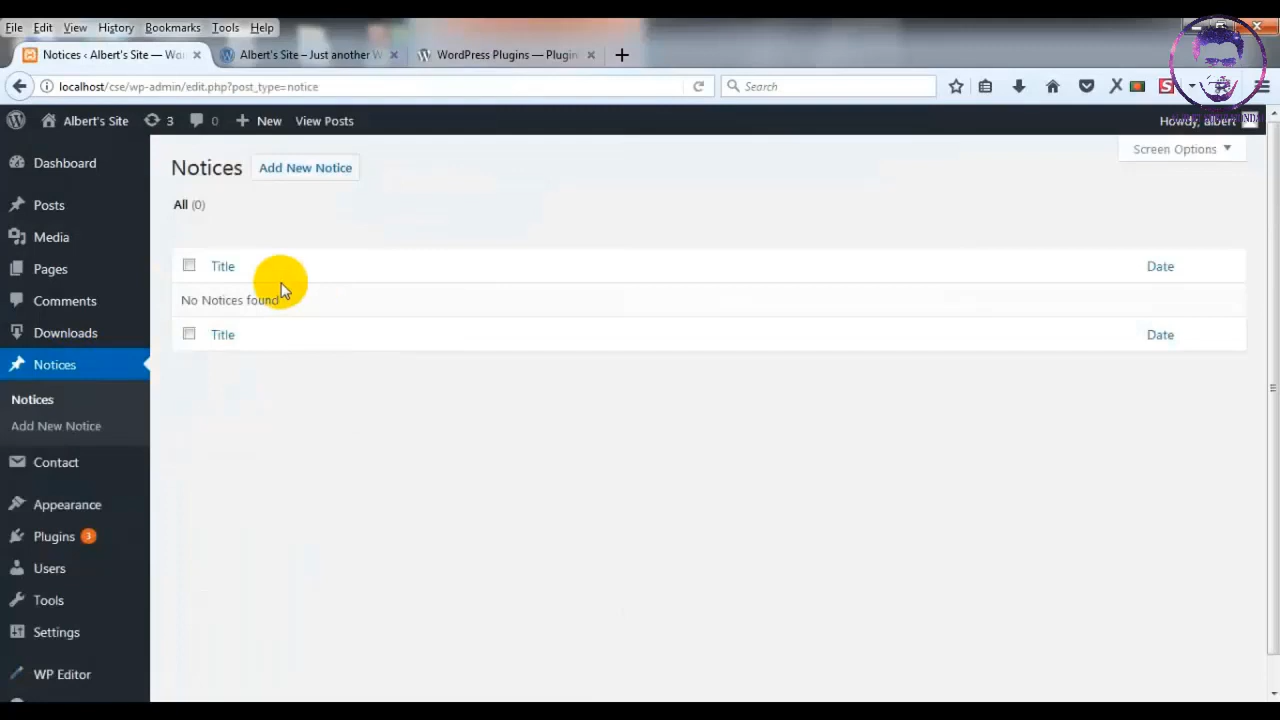 File Edit View History Bookmarks Tools Help
Notices ‹ Albert's Site — Wor
Albert's Site – Just another W
WordPress Plugins — Plugin
localhost/cse/wp-admin/edit.php?post_type=notice
Search
Albert's Site 3 0 New View Posts
Howdy, albert
Dashboard
Posts
Media
Pages
Comments
Downloads
Notices
Notices
Add New Notice
Contact
Appearance
Plugins 3
Users
Tools
Settings
WP Editor
Screen Options
Notices Add New Notice
All (0)
Title Date
No Notices found
Title Date